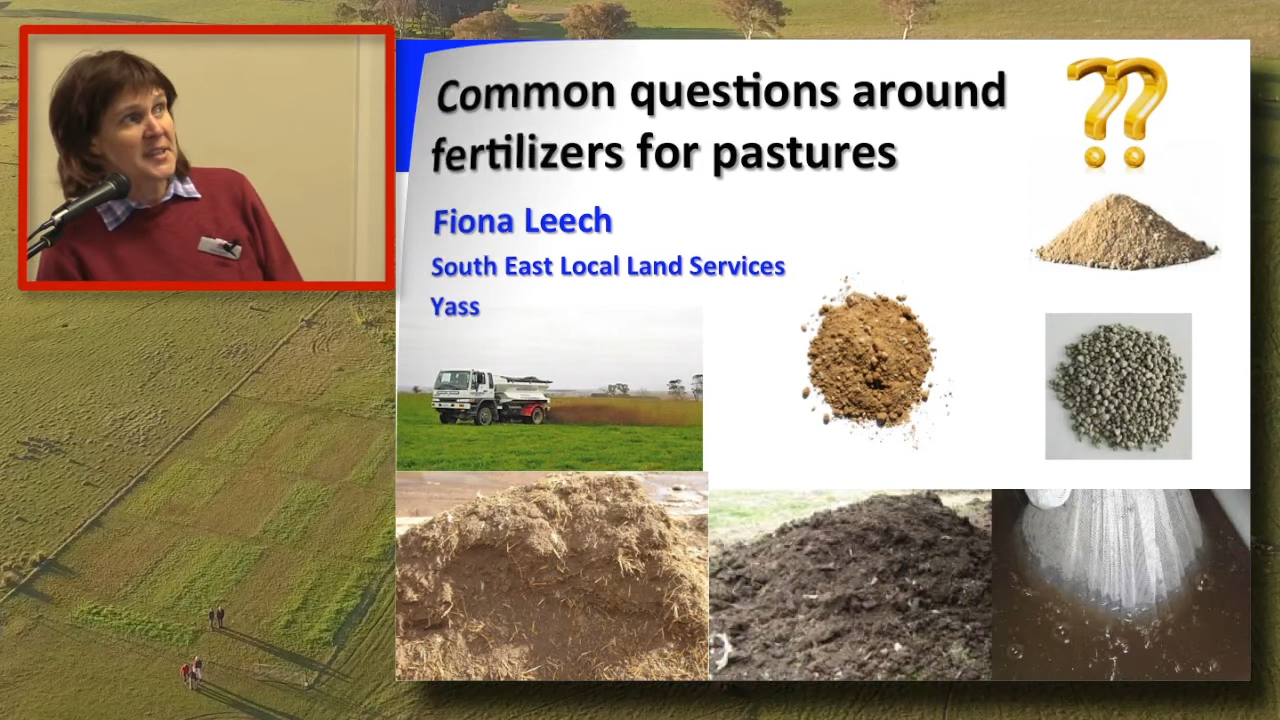 Common questions around
fertilizers for pastures
??
Fiona Leech
South East Local Land Services
Yass